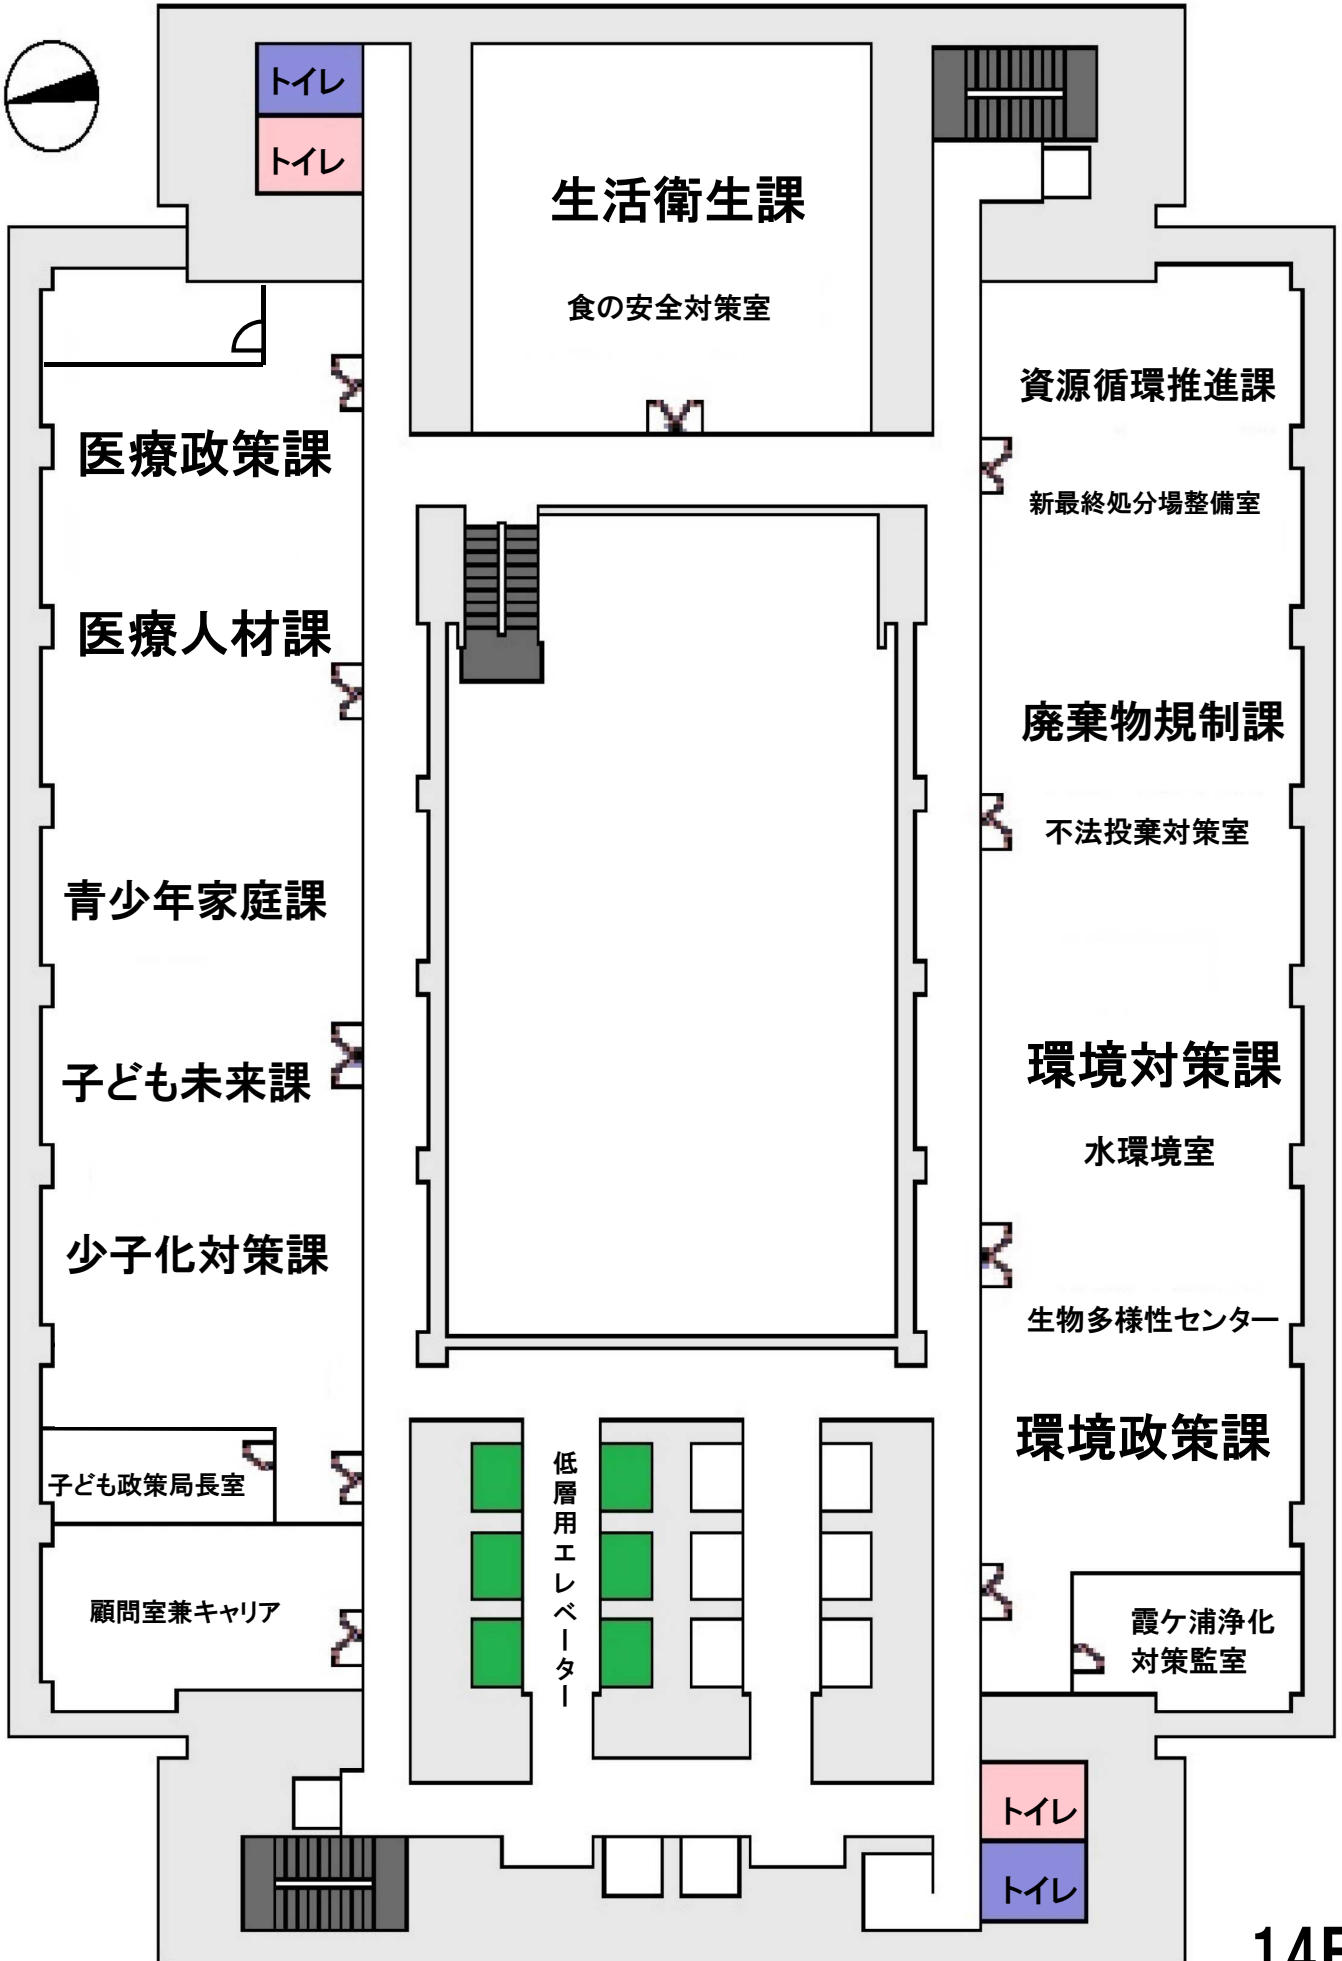 トイレ
トイレ
生活衛生課
食の安全対策室
資源循環推進課
新最終処分場整備室
医療政策課
医療人材課
廃棄物規制課
不法投棄対策室
青少年家庭課
子ども未来課
環境対策課
水環境室
少子化対策課
生物多様性センター
環境政策課
子ども政策局長室
低層用エレベーター
顧問室兼キャリア
霞ケ浦浄化
対策監室
トイレ
トイレ
14F